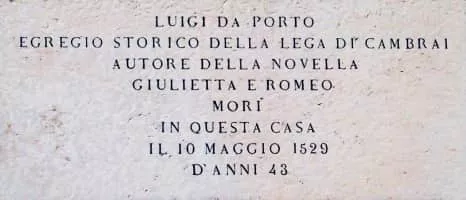 LUIGI DA PORTO
EGREGIO STORICO DELLA LEGA DI CAMBRAI
AUTORE DELLA NOVELLA
GIULIETTA E ROMEO
MORÌ
IN QUESTA CASA
IL 10 MAGGIO 1529
D'ANNI 43